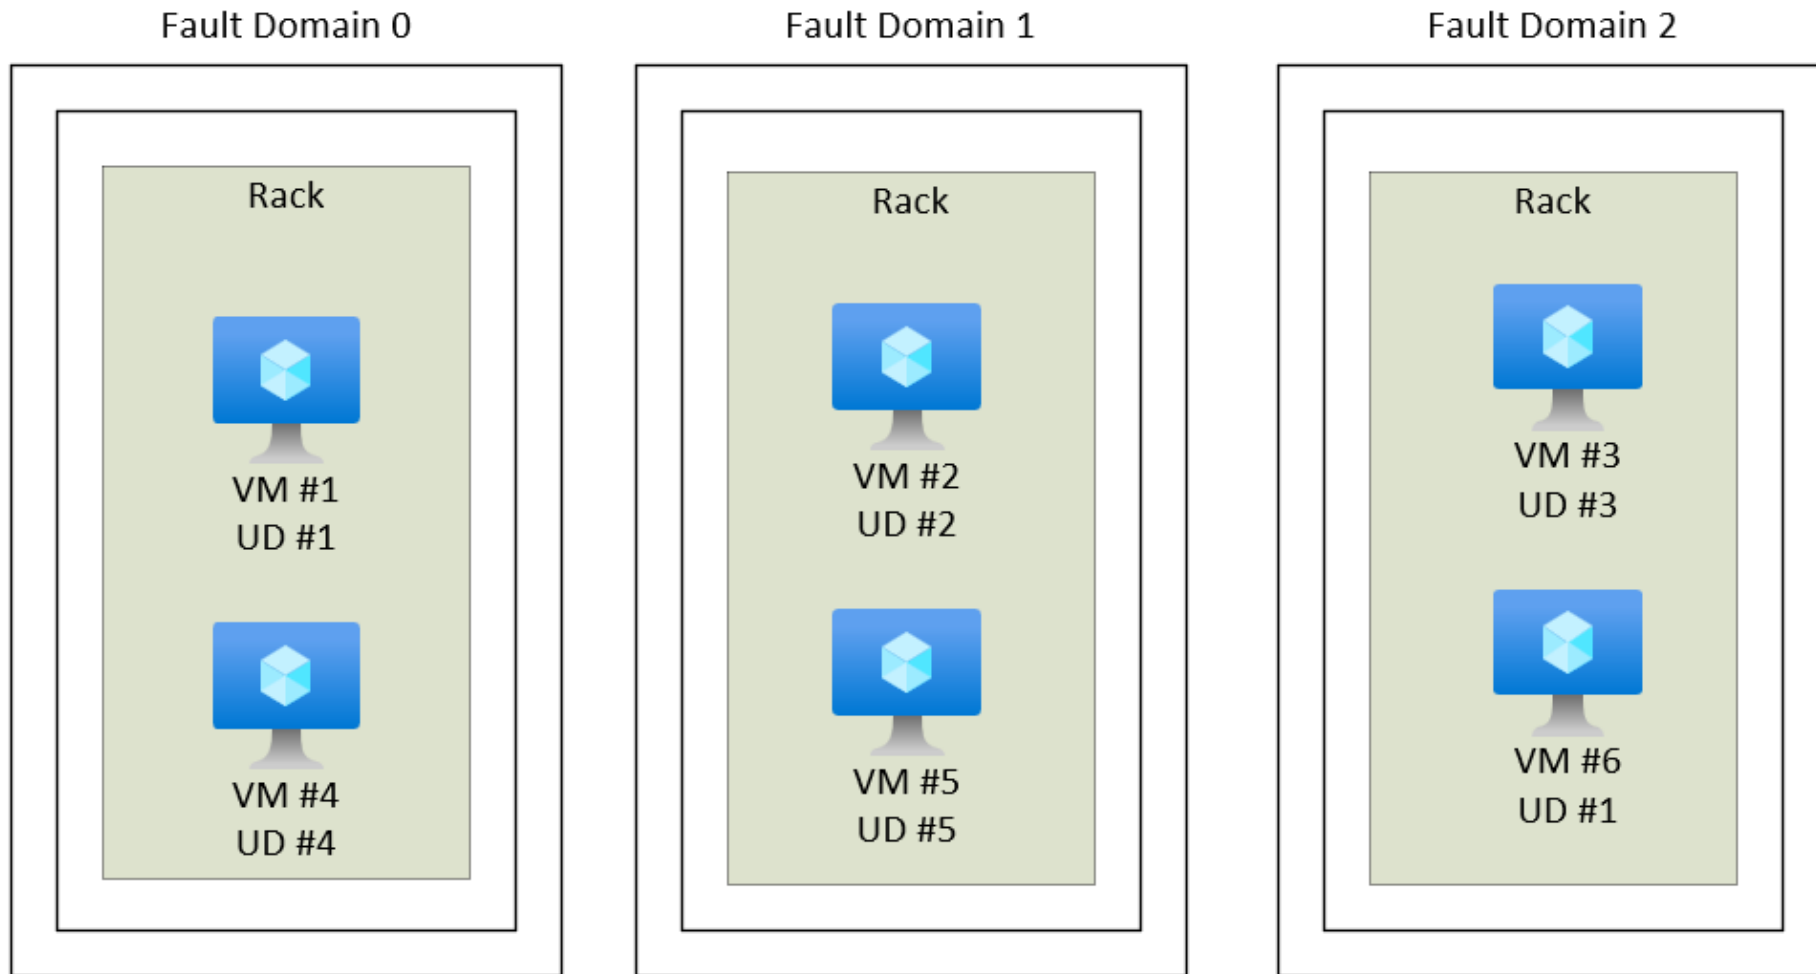 Fault Domain 0
Rack
VM #1
UD #1
VM #4
UD #4
Fault Domain 1
Rack
VM #2
UD #2
VM #5
UD #5
Fault Domain 2
Rack
VM #3
UD #3
VM #6
UD #1